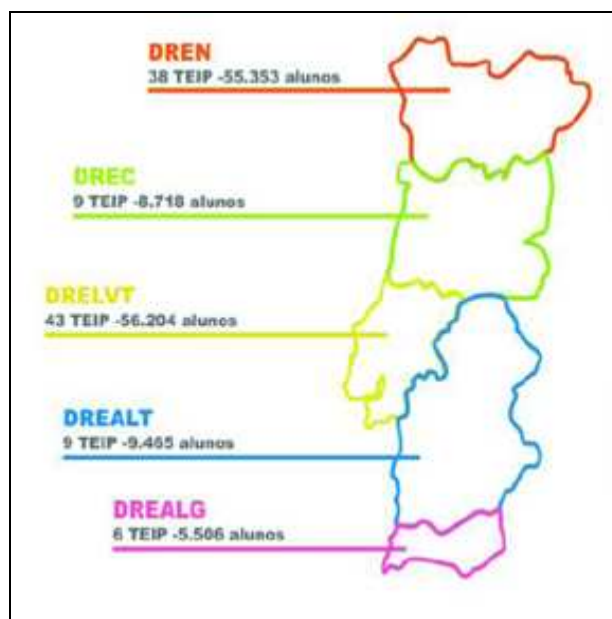 DREN
38 TEIP -55.353 alunos
DREC
9 TEIP -8.718 alunos
DRELVT
43 TEIP -56.204 alunos
DREALT
9 TEIP -9.465 alunos
DREALG
6 TEIP -5.506 alunos